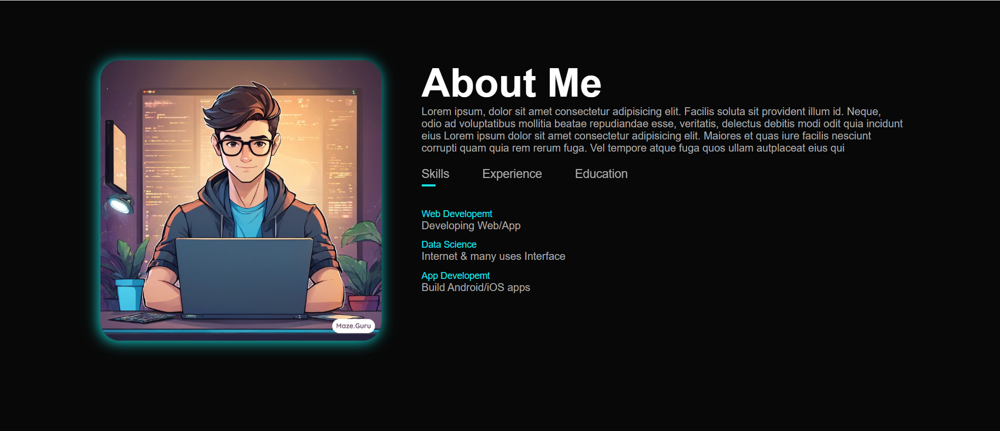 About Me
Lorem ipsum, dolor sit amet consectetur adipisicing elit. Facilis soluta sit provident illum id. Neque,
odio ad voluptatibus mollitia beatae repudiandae esse, veritatis, delectus debitis modi odit quia incidunt
eius Lorem ipsum dolor sit amet consectetur adipisicing elit. Maiores et quas iure facilis nesciunt
corrupti quam quia rem rerum fuga. Vel tempore atque fuga quos ullam autplaceat eius qui
Skills Experience Education
Web Developemt
Developing Web/App
Data Science
Internet & many uses Interface
App Developemt
Build Android/iOS apps
Maze.Guru